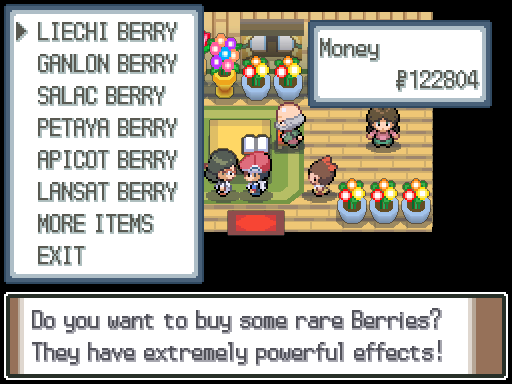 LIECHI BERRY
GANLON BERRY
SALAC BERRY
PETAYA BERRY
APICOT BERRY
LANSAT BERRY
MORE ITEMS
EXIT
Money
₽122804
Do you want to buy some rare Berries?
They have extremely powerful effects!